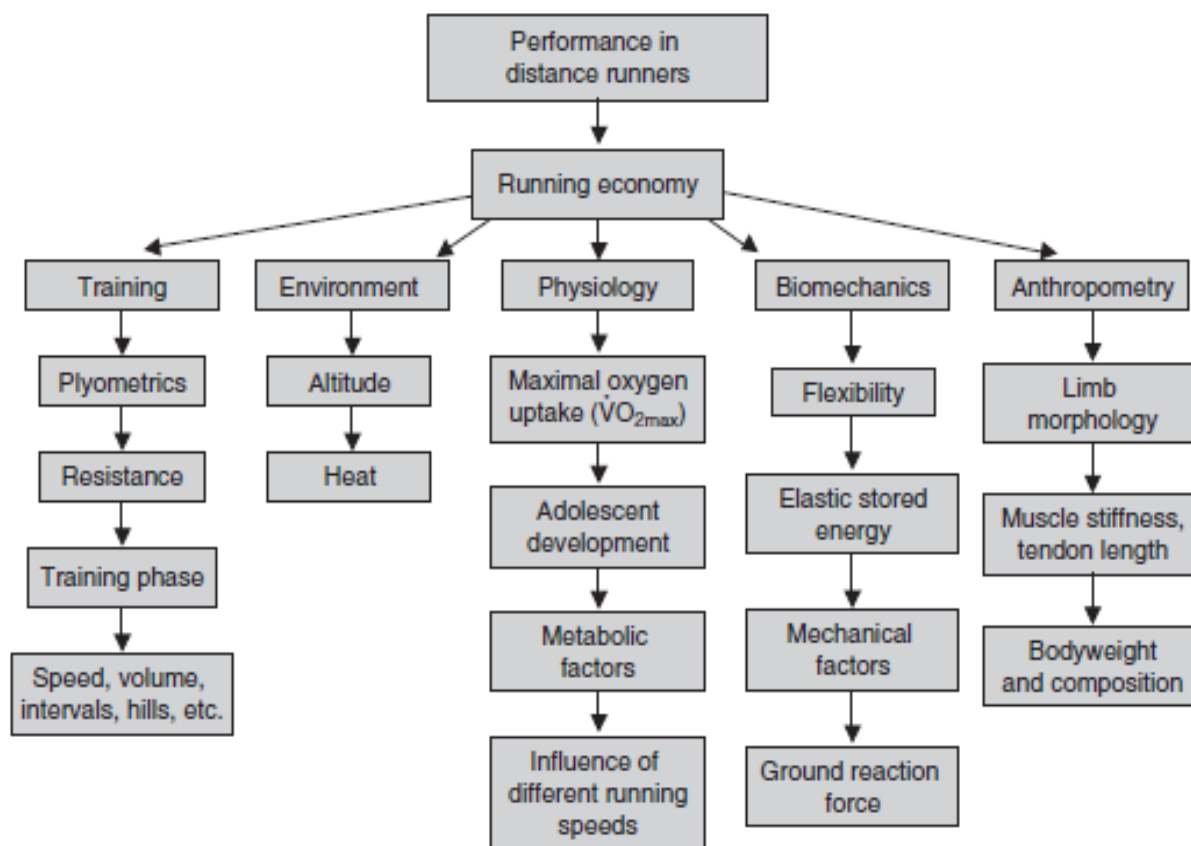 Performance in
distance runners
Running economy
Training
Environment
Physiology
Biomechanics
Anthropometry
Plyometrics
Altitude
Maximal oxygen
uptake (V̇O₂max)
Flexibility
Limb
morphology
Resistance
Heat
Adolescent
development
Elastic stored
energy
Muscle stiffness,
tendon length
Training phase
Metabolic
factors
Mechanical
factors
Bodyweight
and composition
Speed, volume,
intervals, hills, etc.
Influence of
different running
speeds
Ground reaction
force